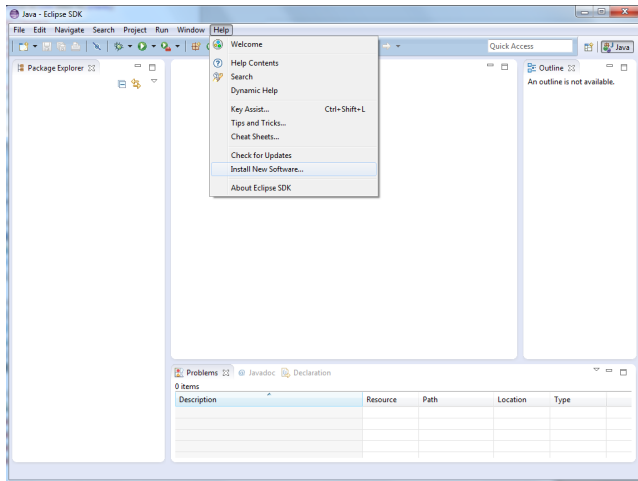 Java - Eclipse SDK
File Edit Navigate Search Project Run Window Help
Quick Access
Java
Welcome
Help Contents
Search
Dynamic Help
Key Assist... Ctrl+Shift+L
Tips and Tricks...
Cheat Sheets...
Check for Updates
Install New Software...
About Eclipse SDK
Package Explorer
Outline
An outline is not available.
Problems @ Javadoc Declaration
0 items
Description Resource Path Location Type